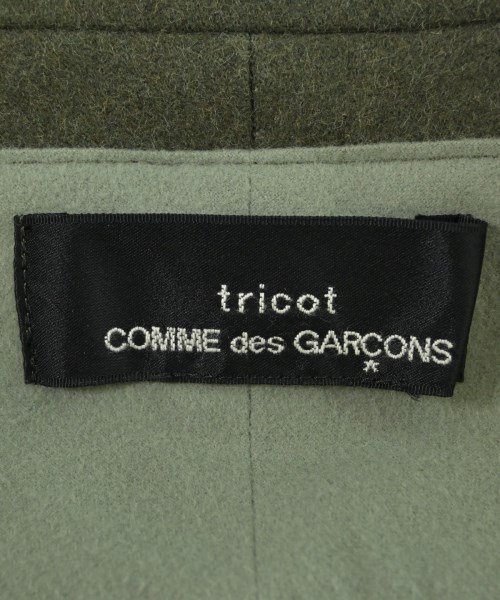 tricot
COMME des GARÇONS
*